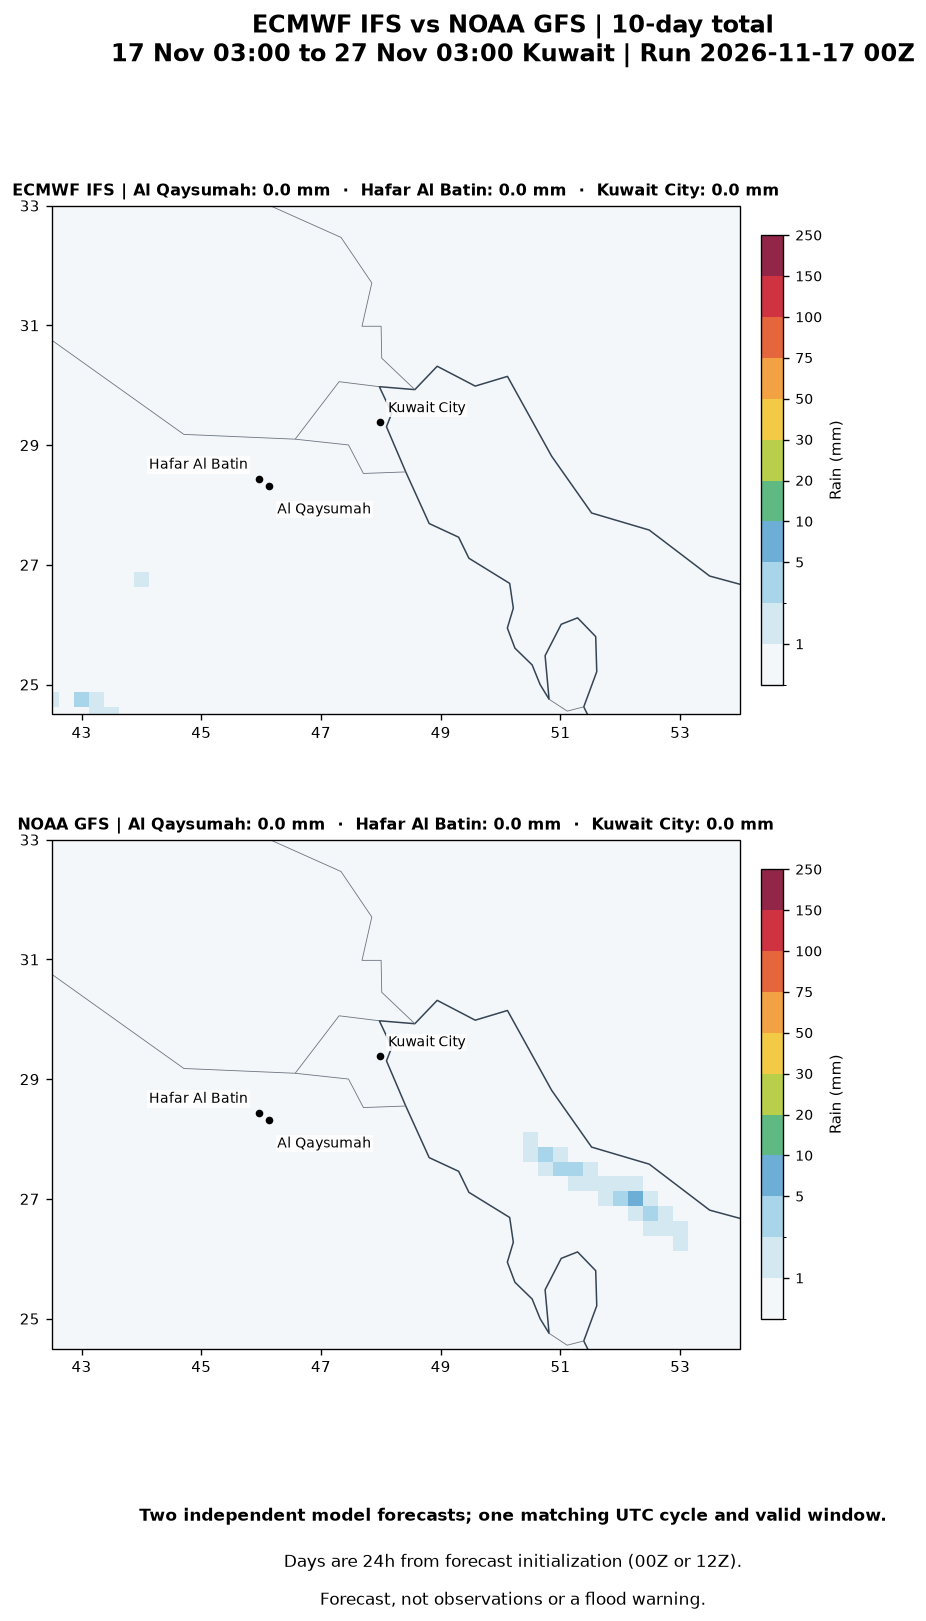 ECMWF IFS vs NOAA GFS | 10-day total
17 Nov 03:00 to 27 Nov 03:00 Kuwait | Run 2026-11-17 00Z
ECMWF IFS | Al Qaysumah: 0.0 mm · Hafar Al Batin: 0.0 mm · Kuwait City: 0.0 mm
33
31
29
27
25
43
45
47
49
51
53
Kuwait City
Hafar Al Batin
Al Qaysumah
250
150
100
75
50
30
20
10
5
1
Rain (mm)
NOAA GFS | Al Qaysumah: 0.0 mm · Hafar Al Batin: 0.0 mm · Kuwait City: 0.0 mm
33
31
29
27
25
43
45
47
49
51
53
Kuwait City
Hafar Al Batin
Al Qaysumah
250
150
100
75
50
30
20
10
5
1
Rain (mm)
Two independent model forecasts; one matching UTC cycle and valid window.
Days are 24h from forecast initialization (00Z or 12Z).
Forecast, not observations or a flood warning.